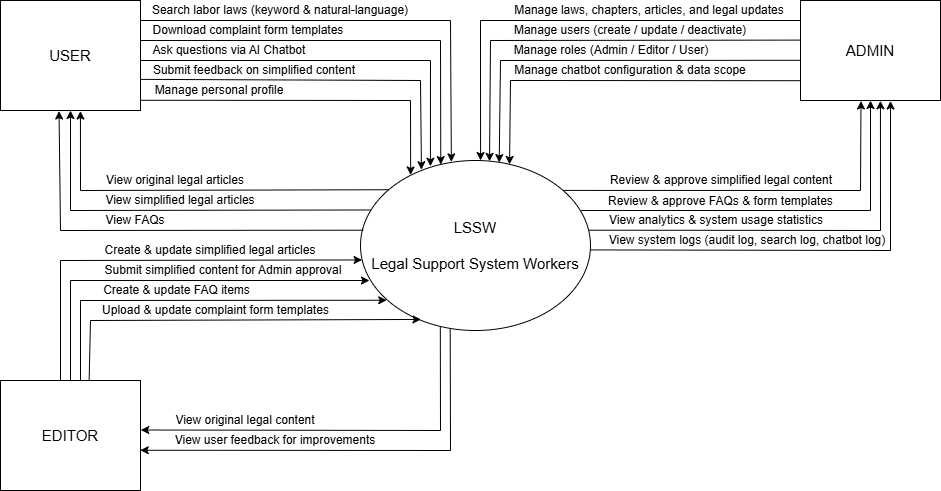 USER
Search labor laws (keyword & natural-language)
Download complaint form templates
Ask questions via AI Chatbot
Submit feedback on simplified content
Manage personal profile
Manage laws, chapters, articles, and legal updates
Manage users (create / update / deactivate)
Manage roles (Admin / Editor / User)
Manage chatbot configuration & data scope
ADMIN
View original legal articles
View simplified legal articles
View FAQs
LSSW
Legal Support System Workers
Review & approve simplified legal content
Review & approve FAQs & form templates
View analytics & system usage statistics
View system logs (audit log, search log, chatbot log)
Create & update simplified legal articles
Submit simplified content for Admin approval
Create & update FAQ items
Upload & update complaint form templates
EDITOR
View original legal content
View user feedback for improvements